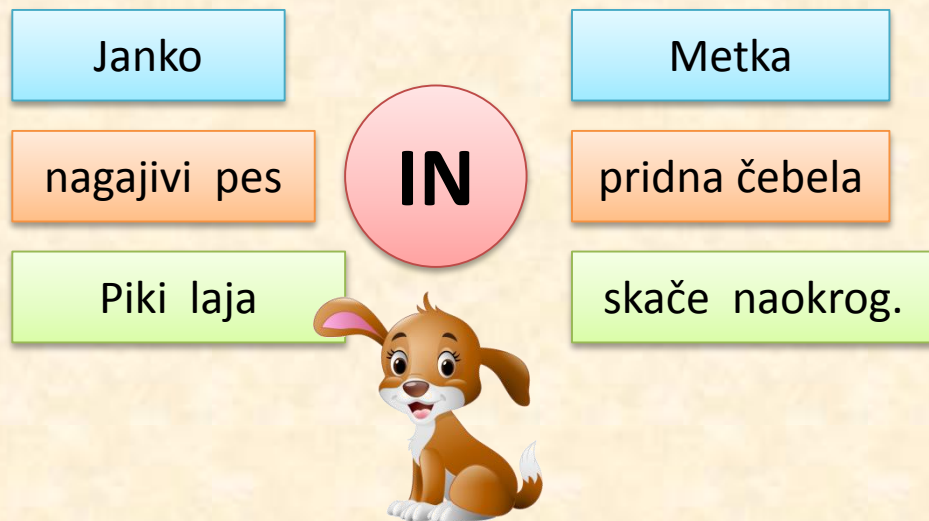 Janko
IN
Metka
nagajivi pes
pridna čebela
Piki laja
skače naokrog.